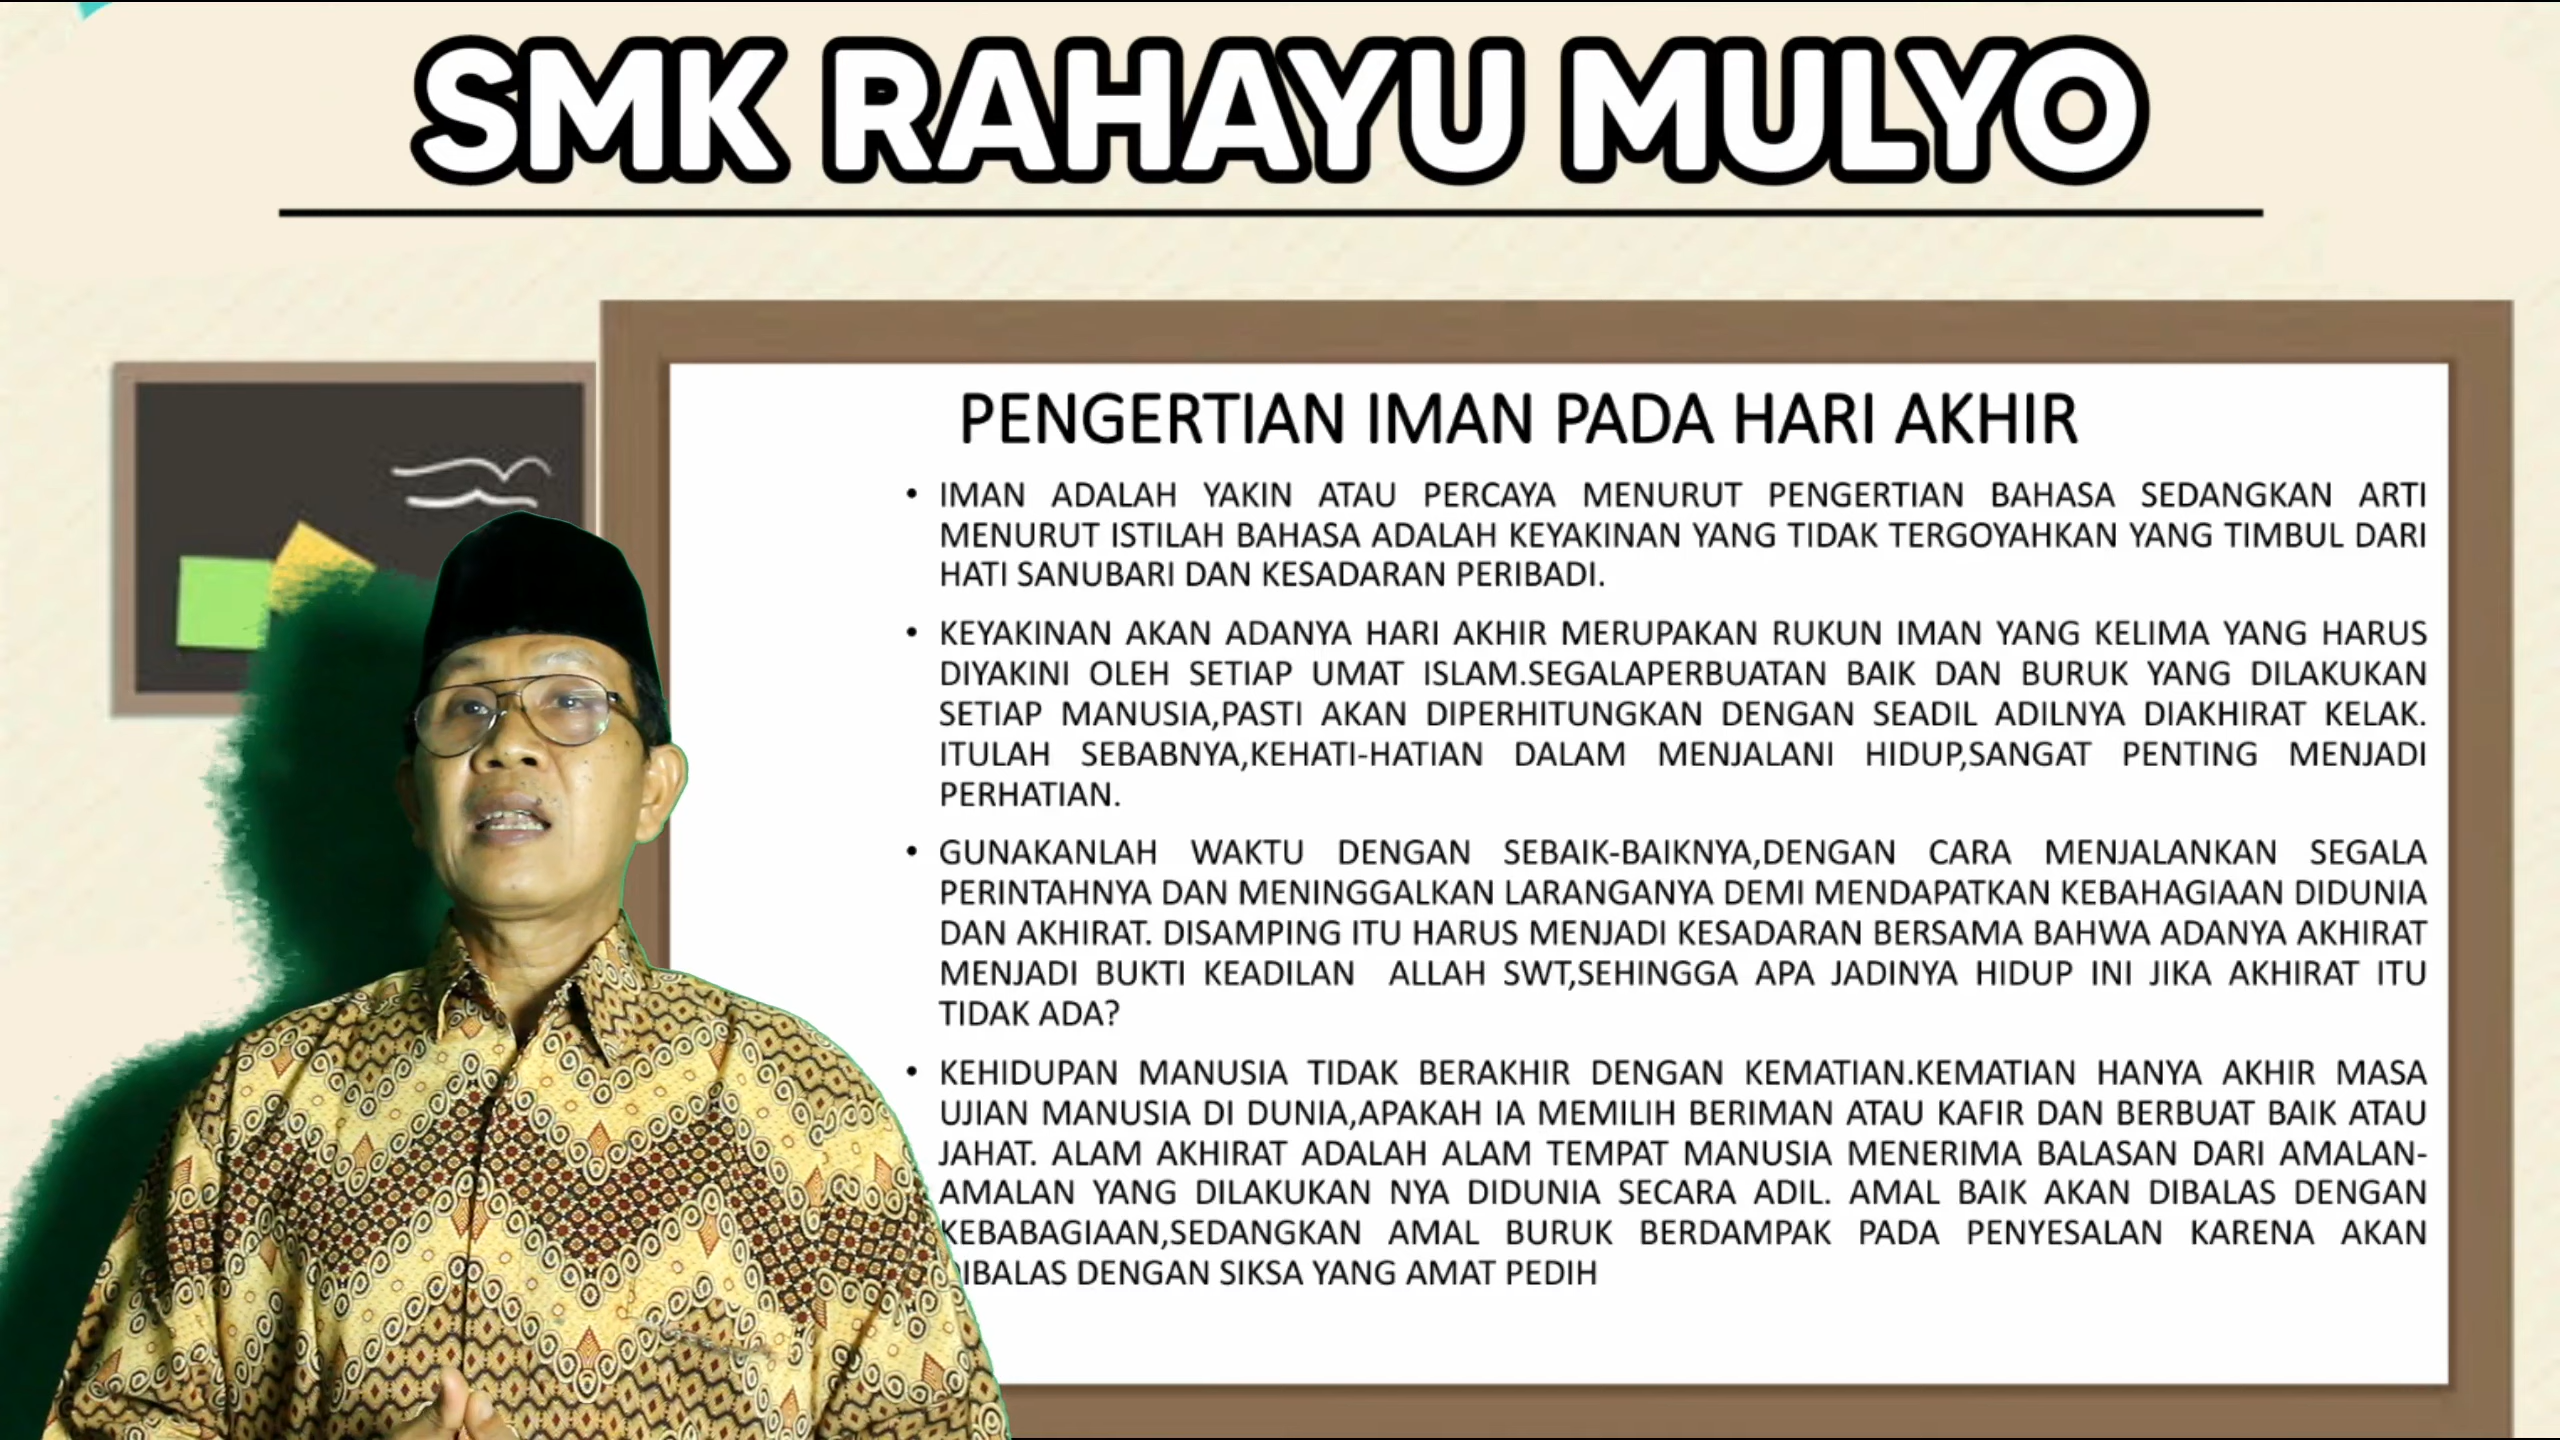 SMK RAHAYU MULYO
PENGERTIAN IMAN PADA HARI AKHIR
• IMAN ADALAH YAKIN ATAU PERCAYA MENURUT PENGERTIAN BAHASA SEDANGKAN ARTI
MENURUT ISTILAH BAHASA ADALAH KEYAKINAN YANG TIDAK TERGOYAHKAN YANG TIMBUL DARI
HATI SANUBARI DAN KESADARAN PERIBADI.
• KEYAKINAN AKAN ADANYA HARI AKHIR MERUPAKAN RUKUN IMAN YANG KELIMA YANG HARUS
DIYAKINI OLEH SETIAP UMAT ISLAM.SEGALAPERBUATAN BAIK DAN BURUK YANG DILAKUKAN
SETIAP MANUSIA,PASTI AKAN DIPERHITUNGKAN DENGAN SEADIL ADILNYA DIAKHIRAT KELAK.
ITULAH SEBABNYA,KEHATI-HATIAN DALAM MENJALANI HIDUP,SANGAT PENTING MENJADI
PERHATIAN.
• GUNAKANLAH WAKTU DENGAN SEBAIK-BAIKNYA,DENGAN CARA MENJALANKAN SEGALA
PERINTAHNYA DAN MENINGGALKAN LARANGANYA DEMI MENDAPATKAN KEBAHAGIAAN DIDUNIA
DAN AKHIRAT. DISAMPING ITU HARUS MENJADI KESADARAN BERSAMA BAHWA ADANYA AKHIRAT
MENJADI BUKTI KEADILAN ALLAH SWT,SEHINGGA APA JADINYA HIDUP INI JIKA AKHIRAT ITU
TIDAK ADA?
• KEHIDUPAN MANUSIA TIDAK BERAKHIR DENGAN KEMATIAN.KEMATIAN HANYA AKHIR MASA
UJIAN MANUSIA DI DUNIA,APAKAH IA MEMILIH BERIMAN ATAU KAFIR DAN BERBUAT BAIK ATAU
JAHAT. ALAM AKHIRAT ADALAH ALAM TEMPAT MANUSIA MENERIMA BALASAN DARI AMALAN-
AMALAN YANG DILAKUKAN NYA DIDUNIA SECARA ADIL. AMAL BAIK AKAN DIBALAS DENGAN
KEBABAGIAAN,SEDANGKAN AMAL BURUK BERDAMPAK PADA PENYESALAN KARENA AKAN
DIBALAS DENGAN SIKSA YANG AMAT PEDIH